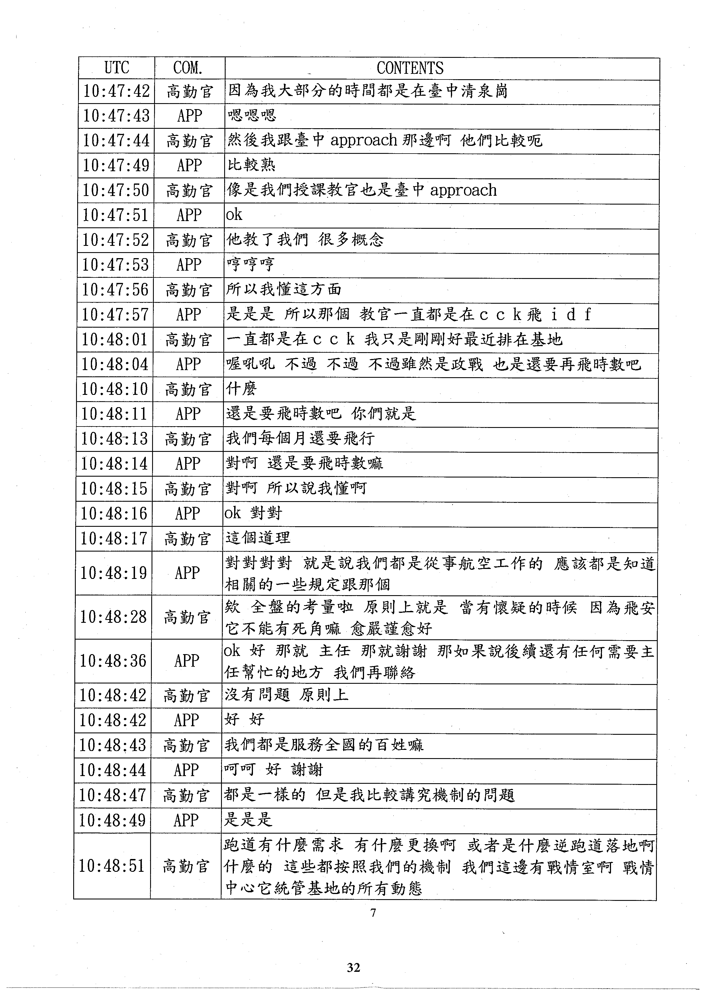 UTC COM. CONTENTS
10:47:42 高勤官 因為我大部分的時間都是在臺中清泉崗
10:47:43 APP 嗯嗯嗯
10:47:44 高勤官 然後我跟臺中 approach 那邊啊 他們比較呃
10:47:49 APP 比較熟
10:47:50 高勤官 像是我們授課教官也是臺中 approach
10:47:51 APP ok
10:47:52 高勤官 他教了我們 很多概念
10:47:53 APP 哼哼哼
10:47:56 高勤官 所以我懂這方面
10:47:57 APP 是是是 所以那個 教官一直都是在ｃｃｋ飛ｉｄｆ
10:48:01 高勤官 一直都是在ｃｃｋ 我只是剛剛好最近排在基地
10:48:04 APP 喔吼吼 不過 不過 不過雖然是政戰 也是還要再飛時數吧
10:48:10 高勤官 什麼
10:48:11 APP 還是要飛時數吧 你們就是
10:48:13 高勤官 我們每個月還要飛行
10:48:14 APP 對啊 還是要飛時數嘛
10:48:15 高勤官 對啊 所以說我懂啊
10:48:16 APP ok 對對
10:48:17 高勤官 這個道理
10:48:19 APP 對對對對 就是說我們都是從事航空工作的 應該都是知道
相關的一些規定跟那個
10:48:28 高勤官 欸 全盤的考量啦 原則上就是 當有懷疑的時候 因為飛安
它不能有死角嘛 愈嚴謹愈好
10:48:36 APP ok 好 那就 主任 那就謝謝 那如果說後續還有任何需要主
任幫忙的地方 我們再聯絡
10:48:42 高勤官 沒有問題 原則上
10:48:42 APP 好 好
10:48:43 高勤官 我們都是服務全國的百姓嘛
10:48:44 APP 呵呵 好 謝謝
10:48:47 高勤官 都是一樣的 但是我比較講究機制的問題
10:48:49 APP 是是是
10:48:51 高勤官 跑道有什麼需求 有什麼更換啊 或者是什麼逆跑道落地啊
什麼的 這些都按照我們的機制 我們這邊有戰情室啊 戰情
中心它統管基地的所有動態
7
32